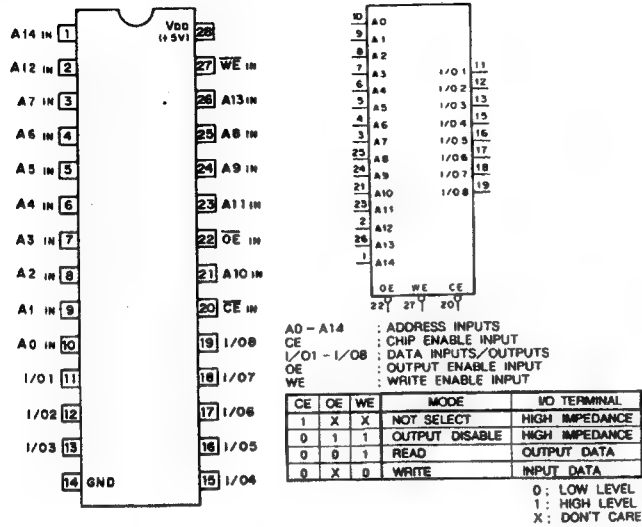 A14 IN 1
A12 IN 2
A7 IN 3
A6 IN 4
A5 IN 5
A4 IN 6
A3 IN 7
A2 IN 8
A1 IN 9
A0 IN 10
I/O1 11
I/O2 12
I/O3 13
14 GND
VDD 28
(+5V)
27 WE IN
26 A13 IN
25 A8 IN
24 A9 IN
23 A11 IN
22 OE IN
21 A10 IN
20 CE IN
19 I/O8
18 I/O7
17 I/O6
16 I/O5
15 I/O4
10 A0
9 A1
8 A2
7 A3
6 A4
5 A5
4 A6
3 A7
25 A8
24 A9
21 A10
23 A11
2 A12
26 A13
1 A14
I/O1 11
I/O2 12
I/O3 13
I/O4 15
I/O5 16
I/O6 17
I/O7 18
I/O8 19
OE WE CE
22 27 20
A0 - A14 : ADDRESS INPUTS
CE : CHIP ENABLE INPUT
I/O1 - I/O8 : DATA INPUTS/OUTPUTS
OE : OUTPUT ENABLE INPUT
WE : WRITE ENABLE INPUT
CE OE WE MODE I/O TERMINAL
1 X X NOT SELECT HIGH IMPEDANCE
0 1 1 OUTPUT DISABLE HIGH IMPEDANCE
0 0 1 READ OUTPUT DATA
0 X 0 WRITE INPUT DATA
0 ; LOW LEVEL
1 ; HIGH LEVEL
X ; DON'T CARE